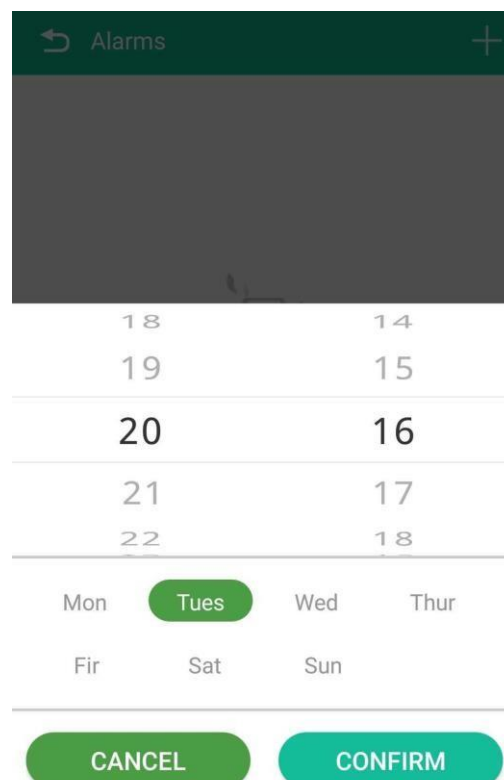 Alarms
18 14
19 15
20 16
21 17
22 18
Mon Tues Wed Thur
Fir Sat Sun
CANCEL CONFIRM